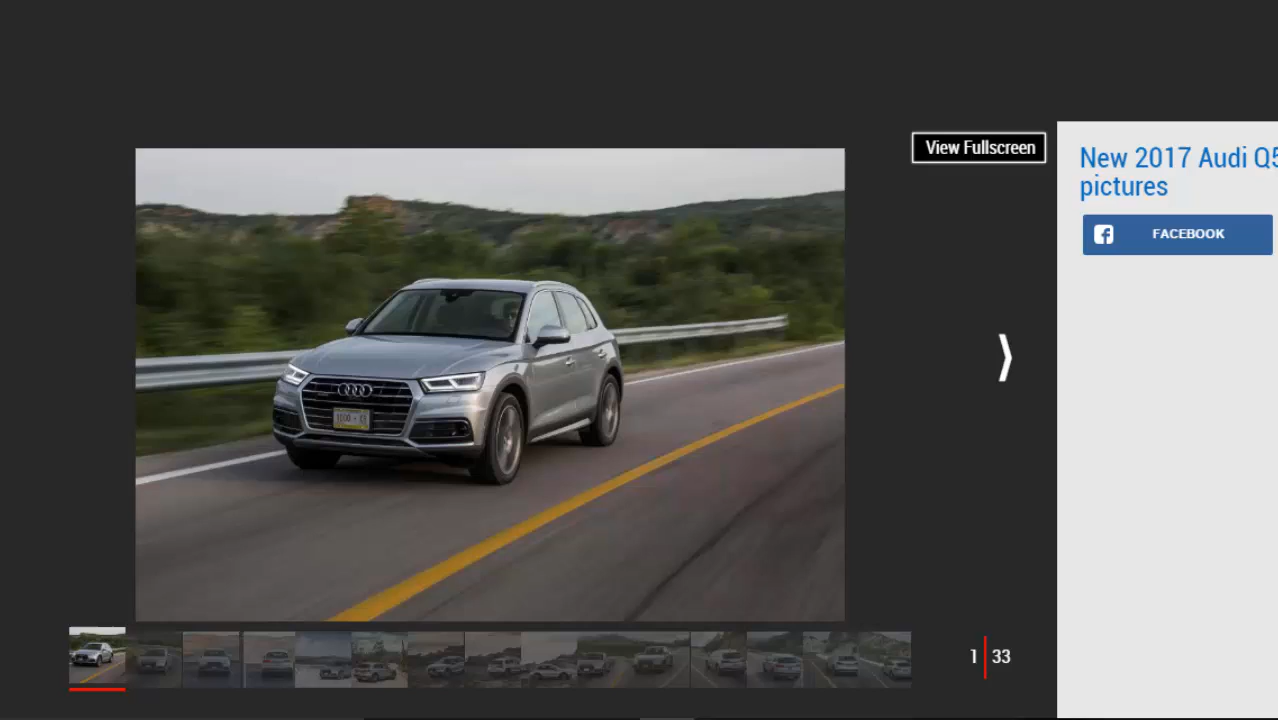 View Fullscreen
New 2017 Audi Q5
pictures
FACEBOOK
1 33